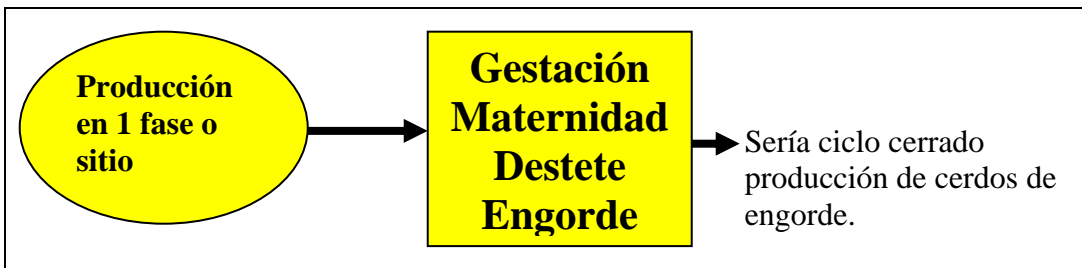 Producción
en 1 fase o
sitio
Gestación
Maternidad
Destete
Engorde
Sería ciclo cerrado
producción de cerdos de
engorde.